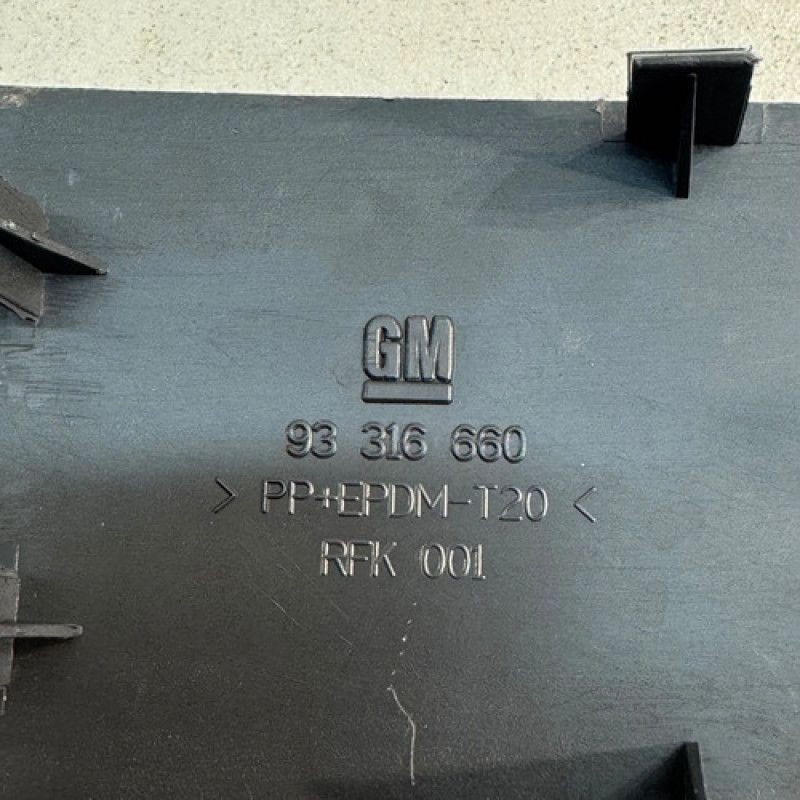 GM
93 316 660
> PP+EPDM-T20 <
RFK 001